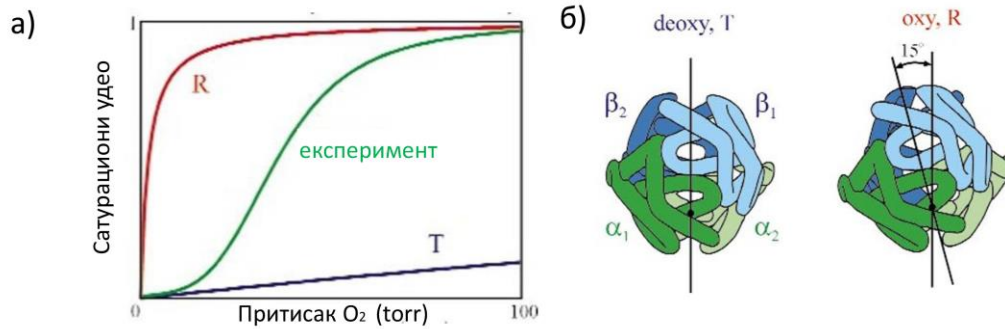 а)
1
R
експеримент
T
Сатурациони удео
0
Притисак O₂ (torr)
100
б)
deoxy, T
β₂
β₁
α₁
α₂
oxy, R
15°